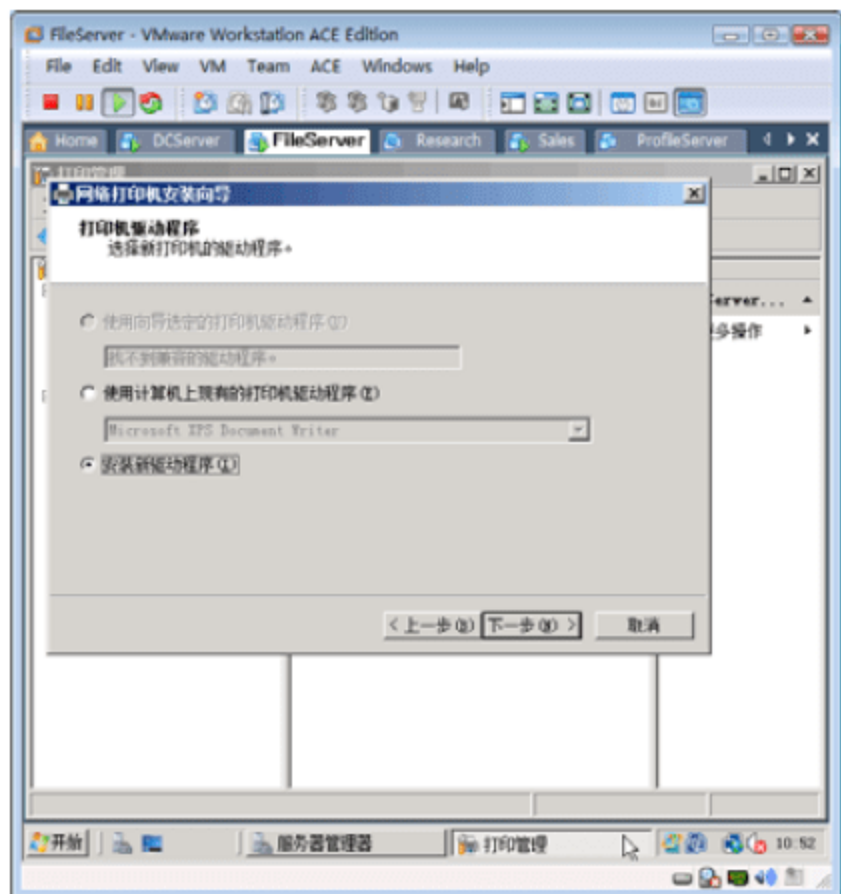 FileServer - VMware Workstation ACE Edition
File Edit View VM Team ACE Windows Help
Home DCServer FileServer Research Sales ProfileServer
打印管理
网络打印机安装向导
打印机驱动程序
选择新打印机的驱动程序。
使用向导选定的打印机驱动程序(V)
找不到兼容的驱动程序。
使用计算机上现有的打印机驱动程序(E)
Microsoft XPS Document Writer
安装新驱动程序(I)
erver...
多操作
<上一步(B) 下一步(N) > 取消
开始 服务器管理器 打印管理 10:52